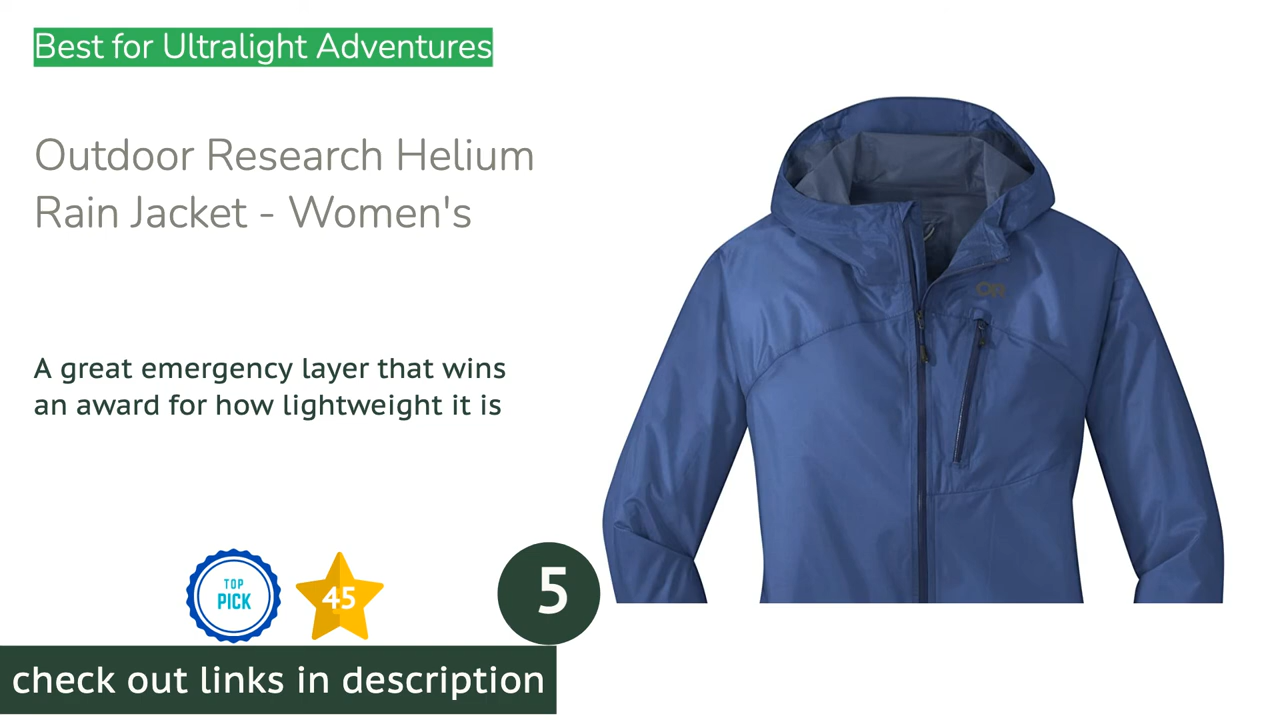 Best for Ultralight Adventures
Outdoor Research Helium
Rain Jacket - Women's
A great emergency layer that wins
an award for how lightweight it is
OR
TOP
PICK
45
5
check out links in description